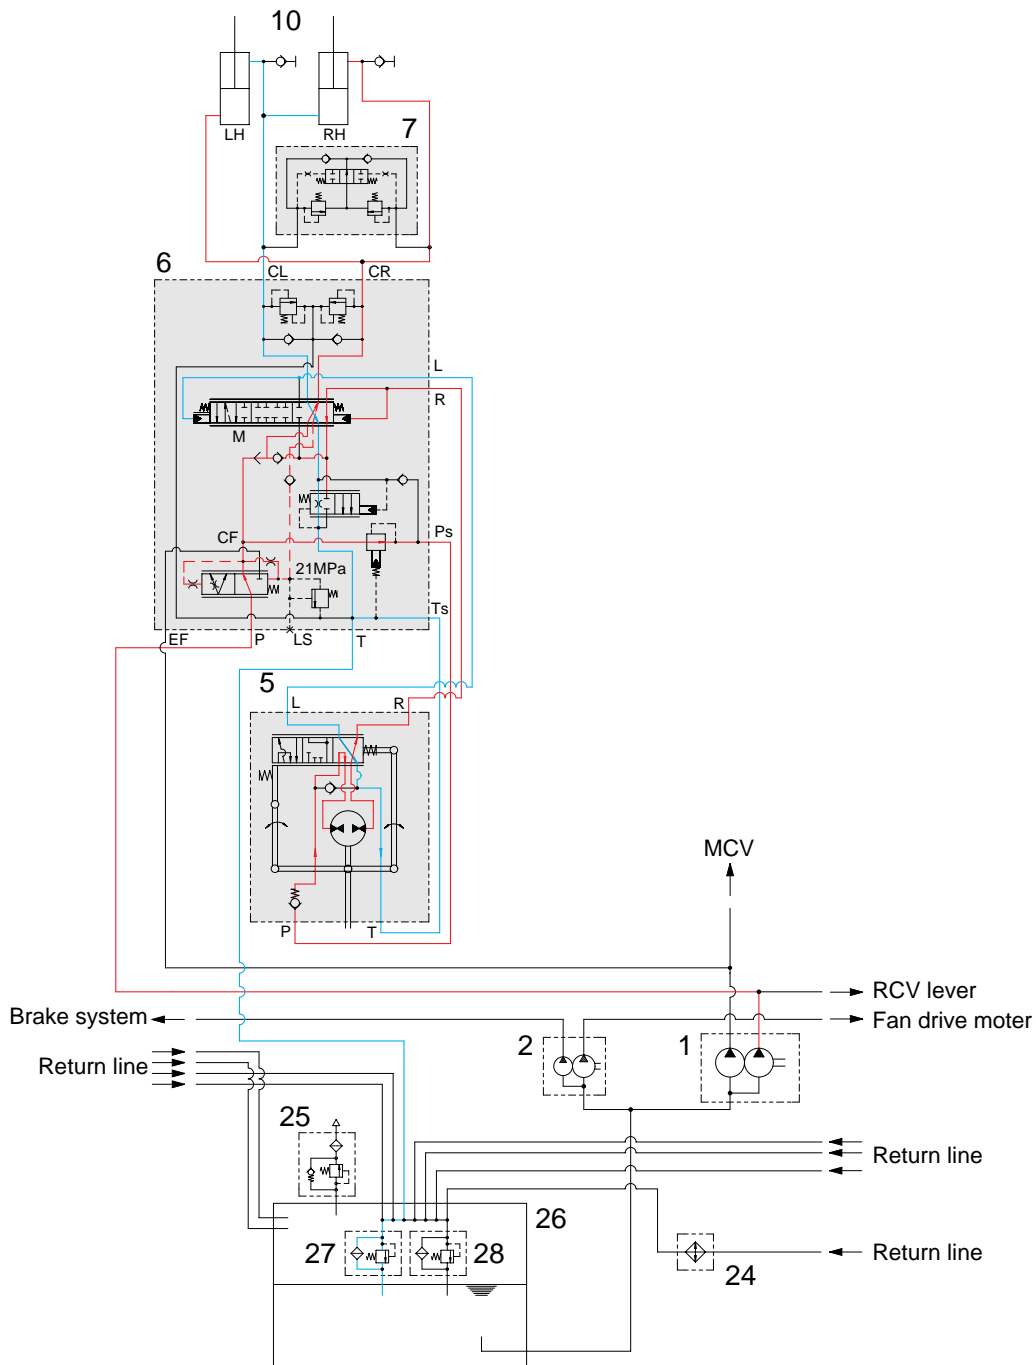 10
LH
RH
7
6
CL
CR
L
R
M
CF
Ps
21MPa
Ts
EF
P
LS
T
5
L
R
P
T
MCV
RCV lever
Brake system
Fan drive moter
2
1
Return line
25
Return line
26
27
28
Return line
24